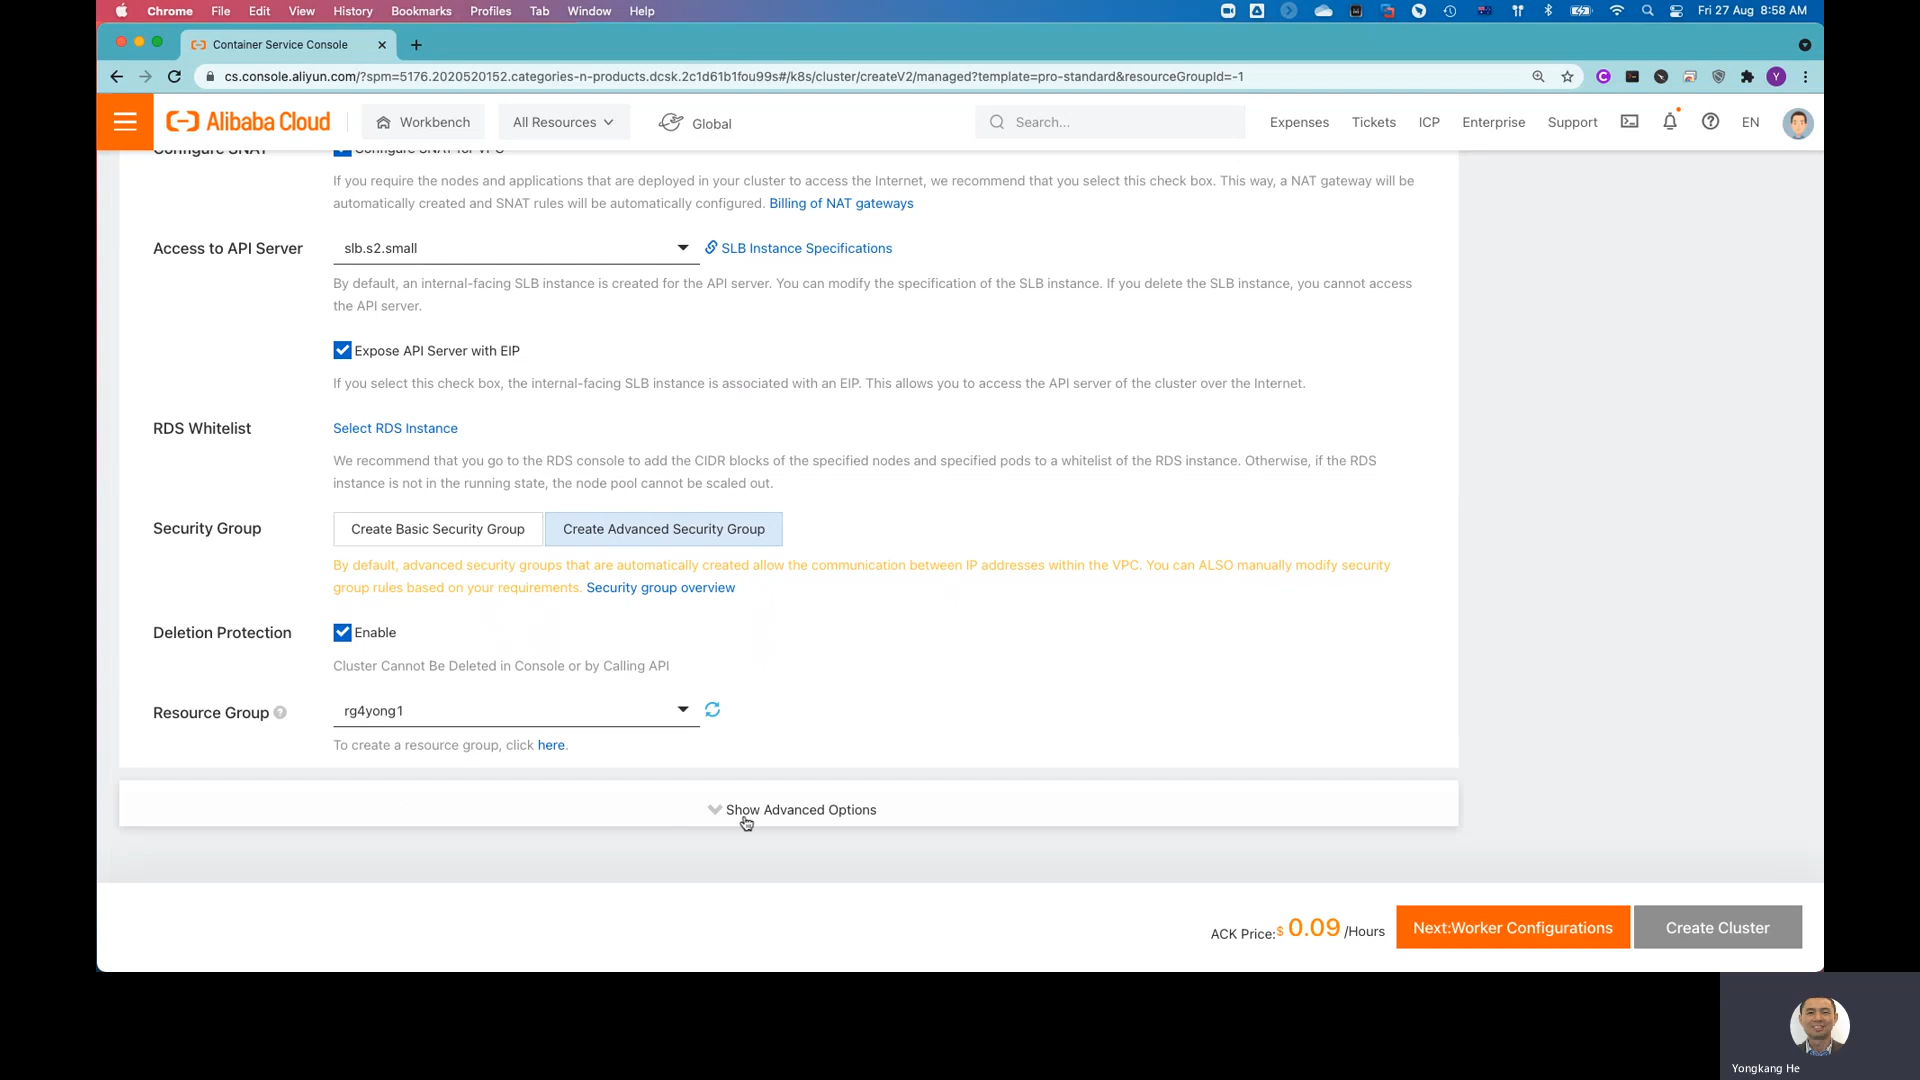 Chrome File Edit View History Bookmarks Profiles Tab Window Help Fri 27 Aug 8:58 AM
Container Service Console
cs.console.aliyun.com/?spm=5176.2020520152.categories-n-products.dcsk.2c1d61b1fou99s#/k8s/cluster/createV2/managed?template=pro-standard&resourceGroupId=-1
Alibaba Cloud Workbench All Resources Global Search... Expenses Tickets ICP Enterprise Support EN
Configure SNAT Configure SNAT for VPC
If you require the nodes and applications that are deployed in your cluster to access the Internet, we recommend that you select this check box. This way, a NAT gateway will be
automatically created and SNAT rules will be automatically configured. Billing of NAT gateways
Access to API Server slb.s2.small SLB Instance Specifications
By default, an internal-facing SLB instance is created for the API server. You can modify the specification of the SLB instance. If you delete the SLB instance, you cannot access
the API server.
Expose API Server with EIP
If you select this check box, the internal-facing SLB instance is associated with an EIP. This allows you to access the API server of the cluster over the Internet.
RDS Whitelist Select RDS Instance
We recommend that you go to the RDS console to add the CIDR blocks of the specified nodes and specified pods to a whitelist of the RDS instance. Otherwise, if the RDS
instance is not in the running state, the node pool cannot be scaled out.
Security Group Create Basic Security Group Create Advanced Security Group
By default, advanced security groups that are automatically created allow the communication between IP addresses within the VPC. You can ALSO manually modify security
group rules based on your requirements. Security group overview
Deletion Protection Enable
Cluster Cannot Be Deleted in Console or by Calling API
Resource Group rg4yong1
To create a resource group, click here.
Show Advanced Options
ACK Price:$ 0.09 /Hours Next:Worker Configurations Create Cluster
Yongkang He